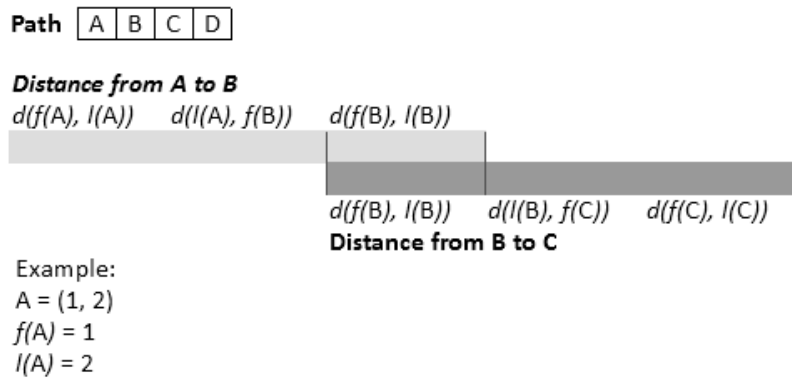 Path A B C D
Distance from A to B
d(f(A), l(A)) d(l(A), f(B)) d(f(B), l(B))
d(f(B), l(B)) d(l(B), f(C)) d(f(C), l(C))
Distance from B to C
Example:
A = (1, 2)
f(A) = 1
l(A) = 2